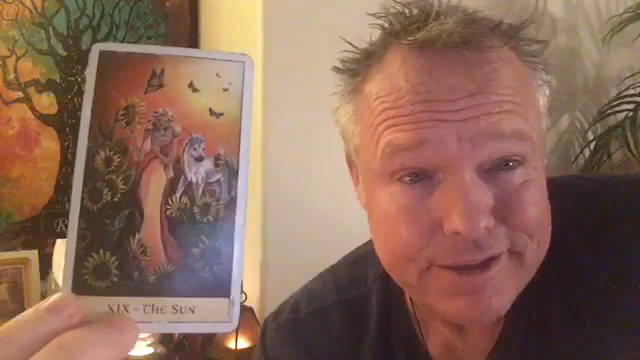 XIX — The Sun